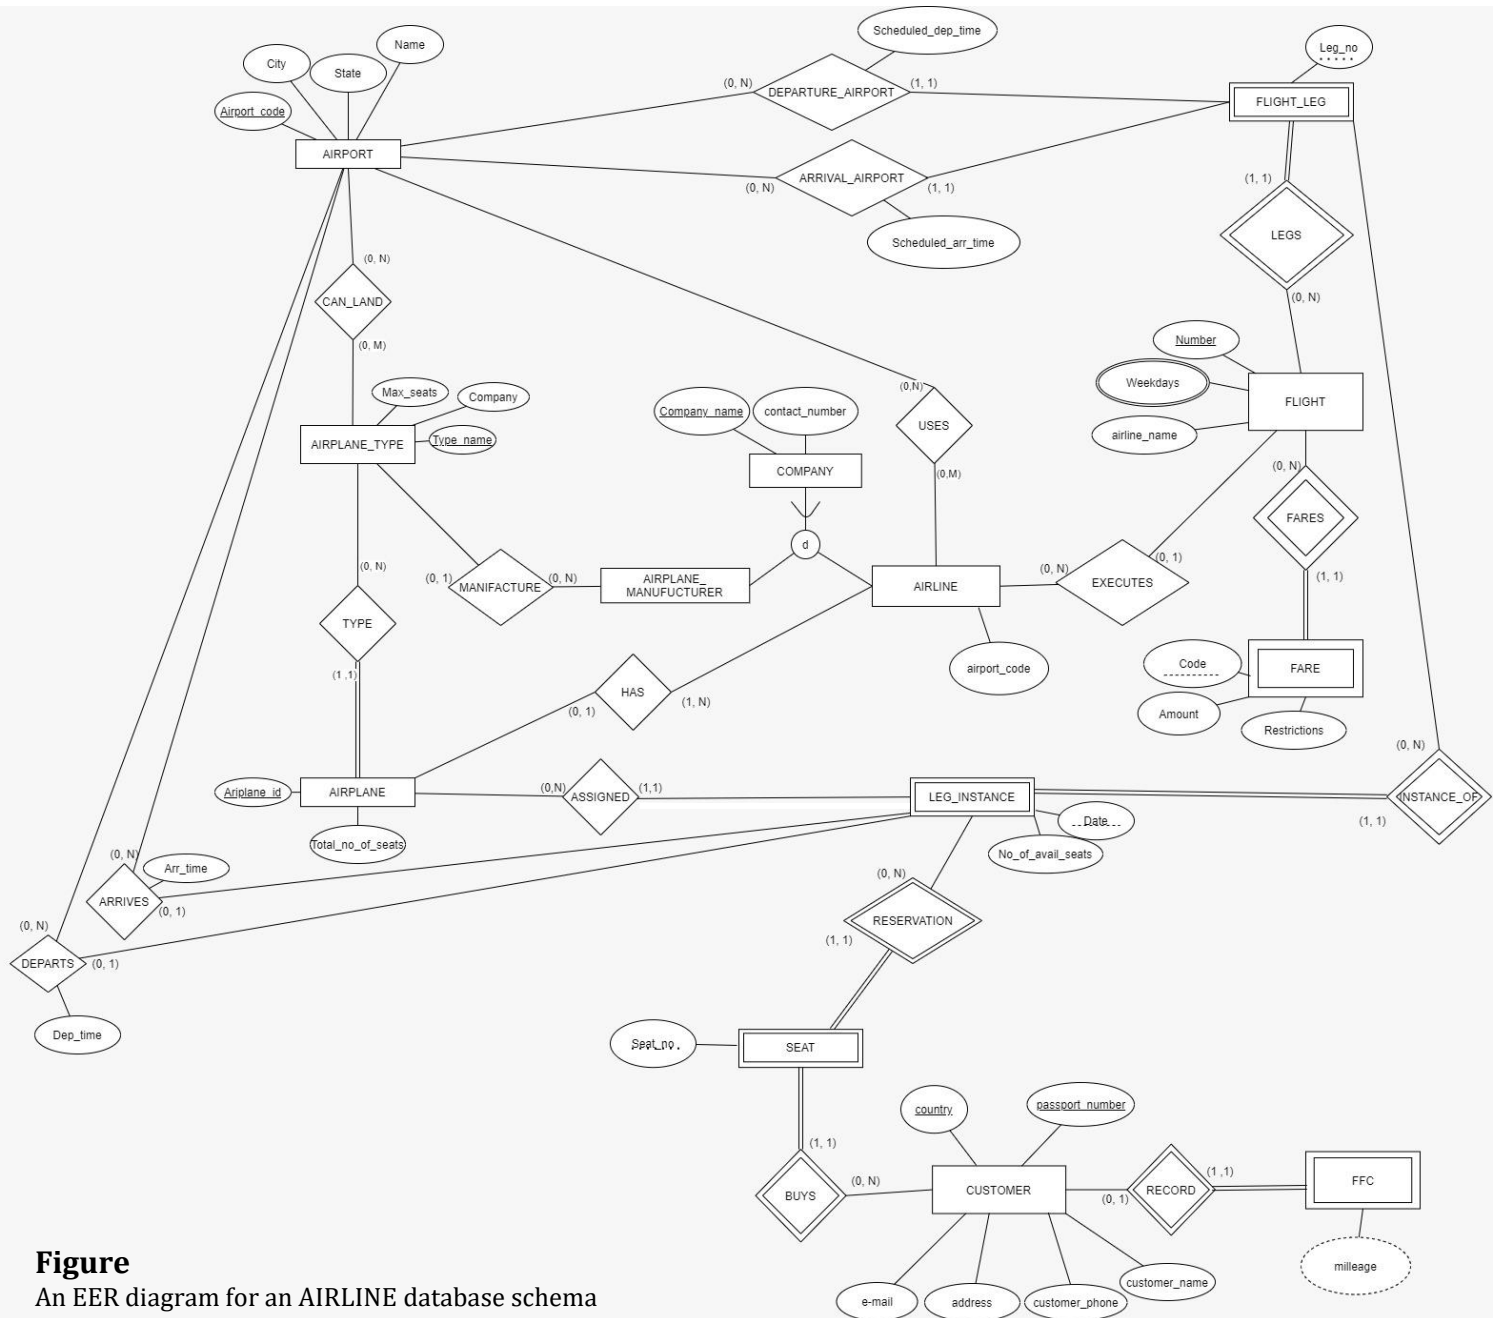 Name
Scheduled_dep_time
Leg_no
City
State
Airport_code
(0, N)
DEPARTURE_AIRPORT
(1, 1)
FLIGHT_LEG
AIRPORT
(0, N)
ARRIVAL_AIRPORT
(1, 1)
(1, 1)
Scheduled_arr_time
LEGS
(0, N)
CAN_LAND
(0, M)
(0, N)
Number
Weekdays
airline_name
FLIGHT
Max_seats
Company
Type_name
AIRPLANE_TYPE
Company_name
contact_number
(0,N)
USES
(0,M)
COMPANY
(0, N)
FARES
(1, 1)
d
(0, N)
(0, 1)
MANIFACTURE
(0, N)
AIRPLANE_
MANUFUCTURER
AIRLINE
(0, N)
EXECUTES
(0, 1)
TYPE
(1 ,1)
HAS
(0, 1)
(1, N)
airport_code
Code
FARE
Amount
Restrictions
(0, N)
INSTANCE_OF
(1, 1)
Ariplane_id
AIRPLANE
Total_no_of_seats
(0,N)
ASSIGNED
(1,1)
LEG_INSTANCE
Date
No_of_avail_seats
(0, N)
Arr_time
ARRIVES
(0, 1)
(0, N)
DEPARTS
(0, 1)
Dep_time
(0, N)
RESERVATION
(1, 1)
Seat_no
SEAT
country
passport_number
(1, 1)
BUYS
(0, N)
CUSTOMER
(0, 1)
RECORD
(1 ,1)
FFC
milleage
e-mail
address
customer_phone
customer_name
Figure
An EER diagram for an AIRLINE database schema